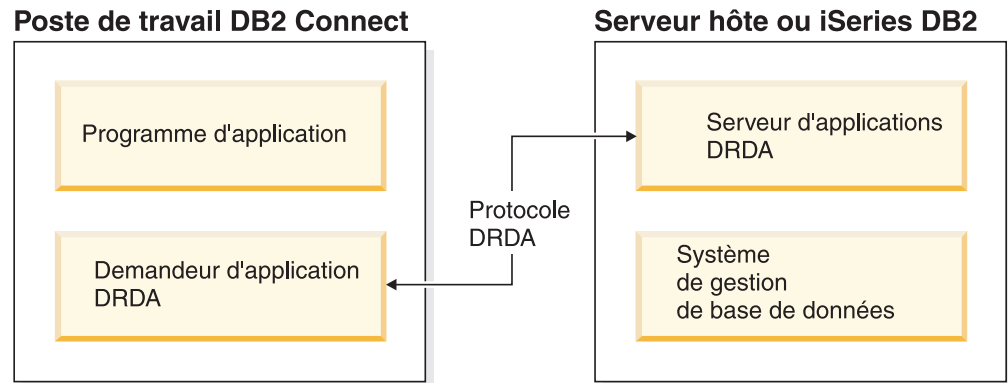 Poste de travail DB2 Connect
Programme d'application
Demandeur d'application
DRDA
Protocole
DRDA
Serveur hôte ou iSeries DB2
Serveur d'applications
DRDA
Système
de gestion
de base de données